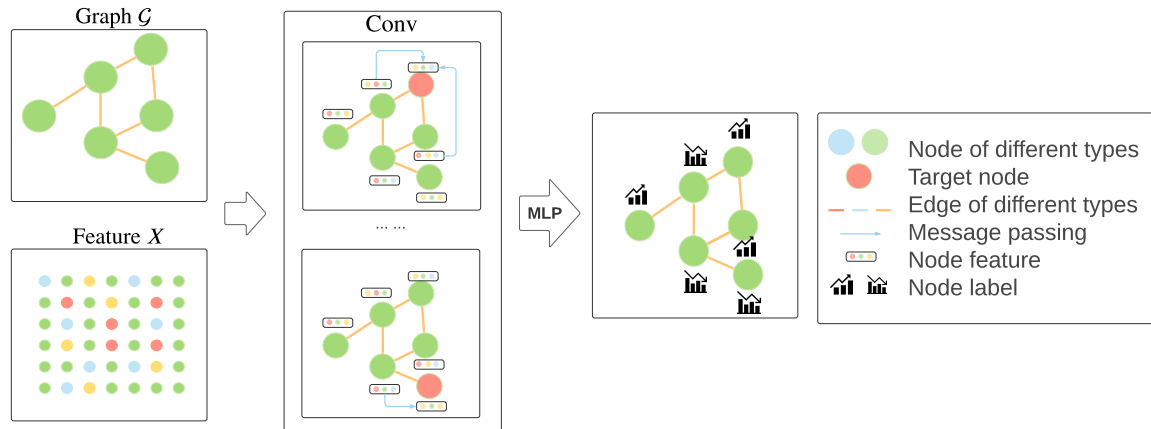 Graph 𝒢
Feature X
Conv
... ...
MLP
Node of different types
Target node
Edge of different types
Message passing
Node feature
Node label